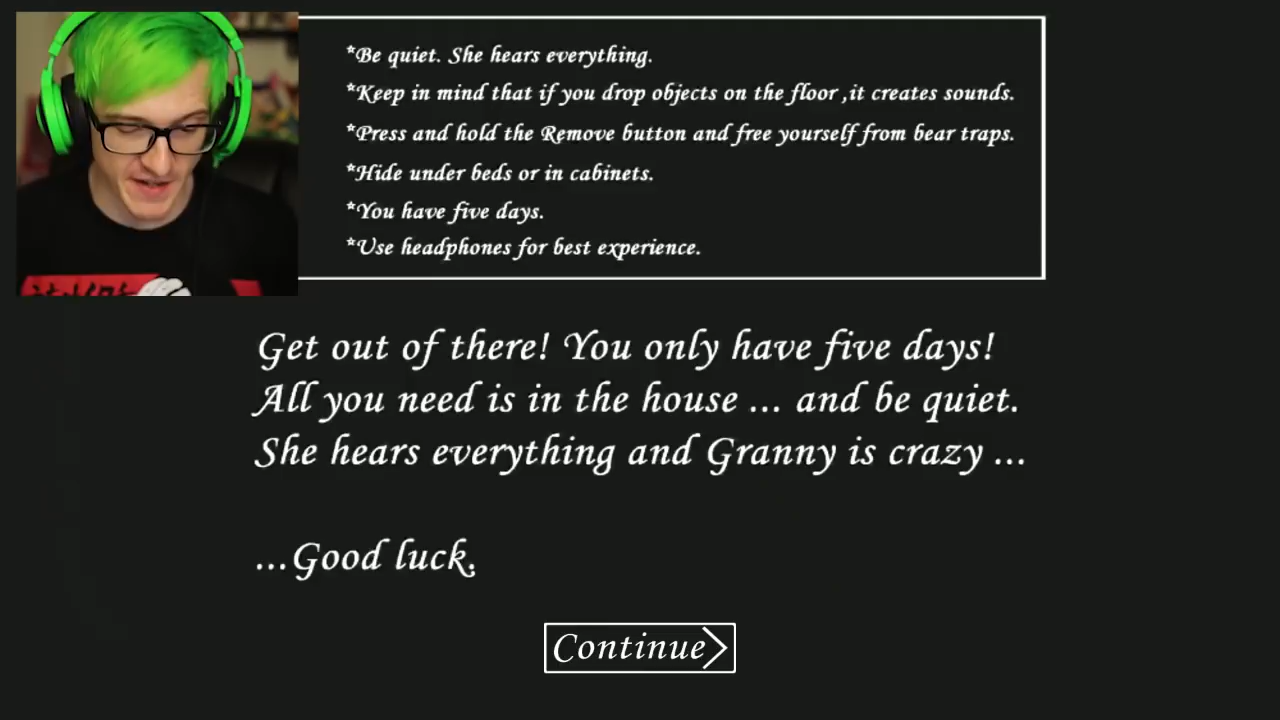 *Be quiet. She hears everything.
*Keep in mind that if you drop objects on the floor ,it creates sounds.
*Press and hold the Remove button and free yourself from bear traps.
*Hide under beds or in cabinets.
*You have five days.
*Use headphones for best experience.
Get out of there! You only have five days!
All you need is in the house ... and be quiet.
She hears everything and Granny is crazy ...
...Good luck.
Continue>